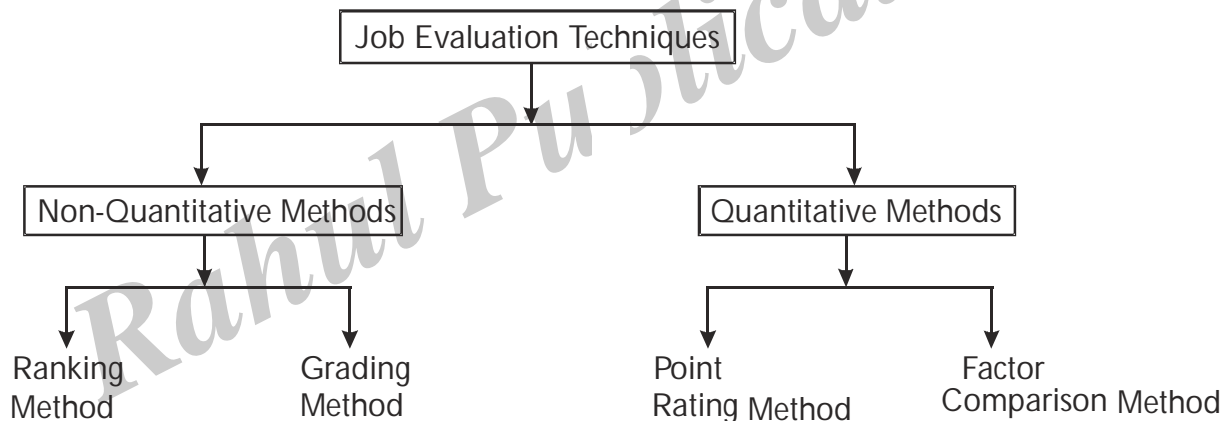 Job Evaluation Techniques
Non-Quantitative Methods
Quantitative Methods
Ranking
Method
Grading
Method
Point
Rating Method
Factor
Comparison Method
Rahul